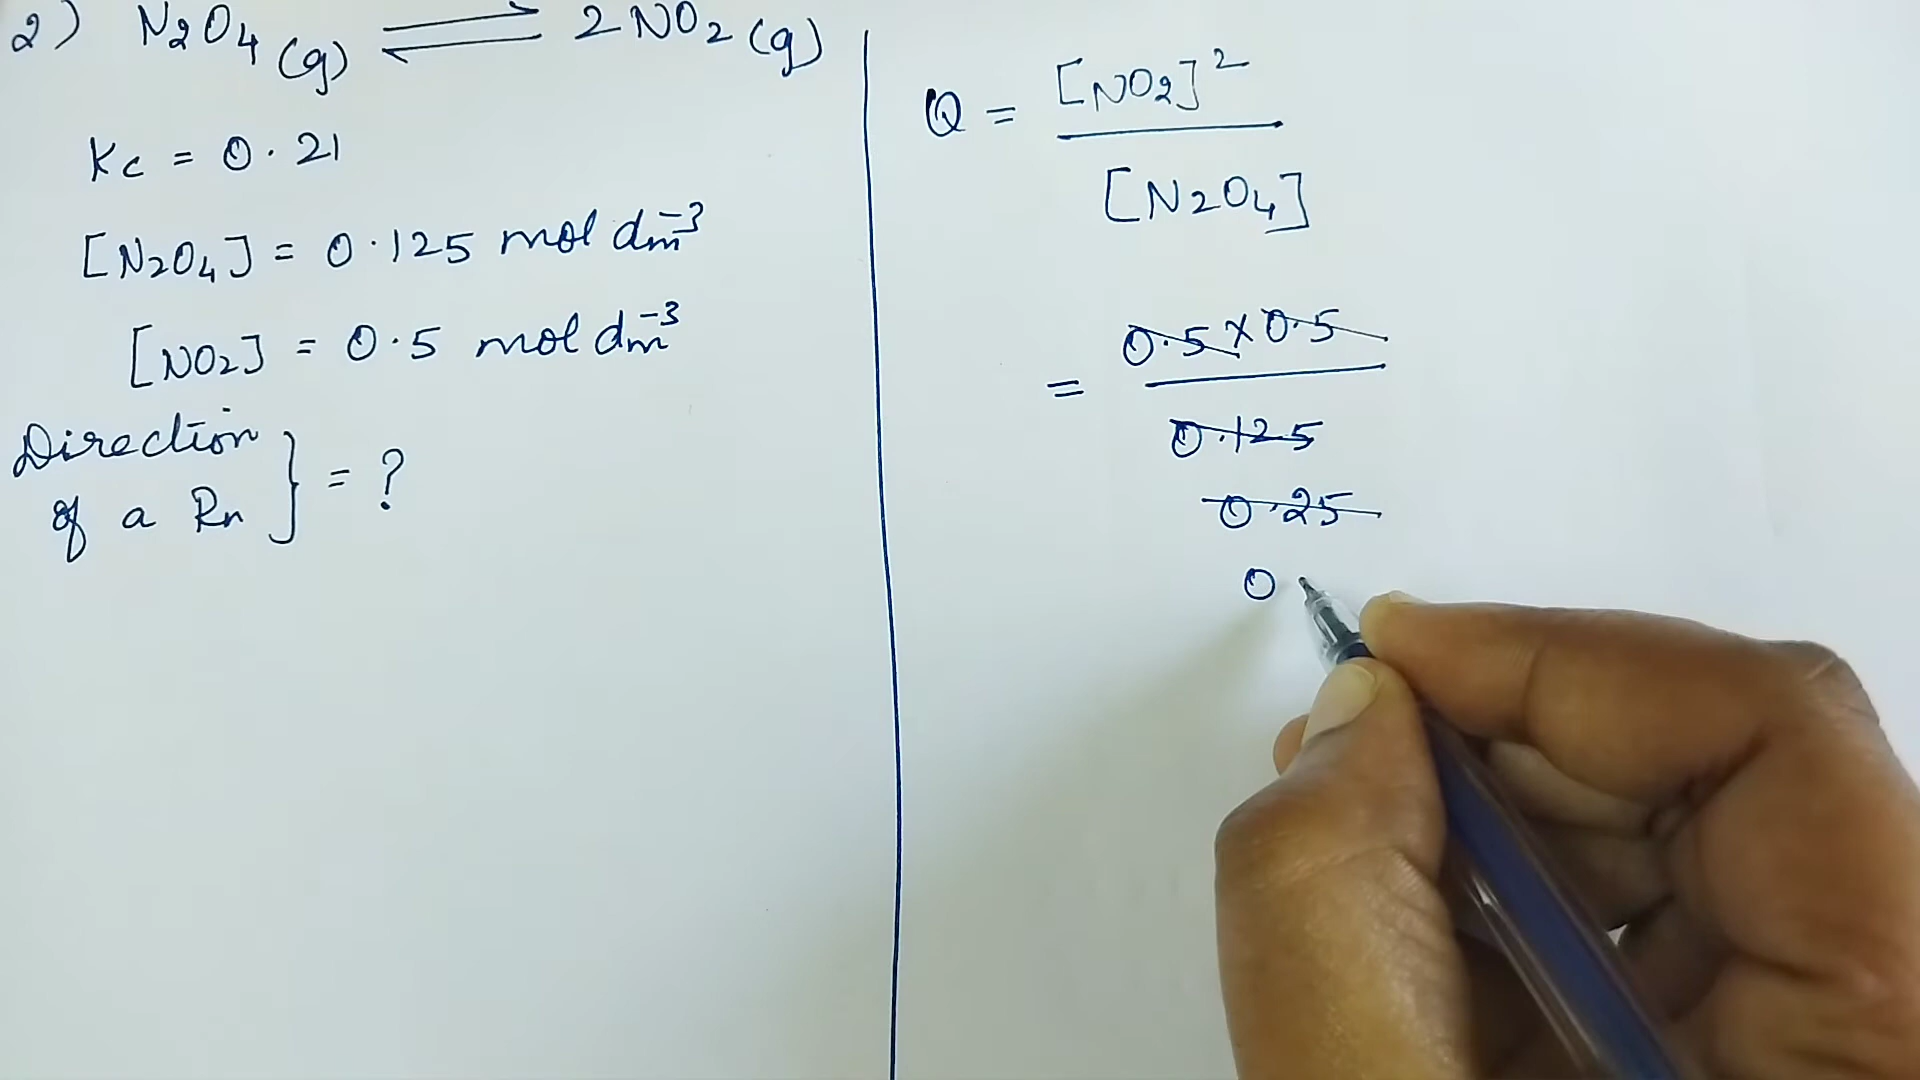 2) N₂O₄ (g) ⇌ 2NO₂ (g)
Kc = 0.21
[N₂O₄] = 0.125 mol dm⁻³
[NO₂] = 0.5 mol dm⁻³
Direction
of a Rn } = ?
Q = [NO₂]²
[N₂O₄]
= 0.5 x 0.5
0.125
0.25
0